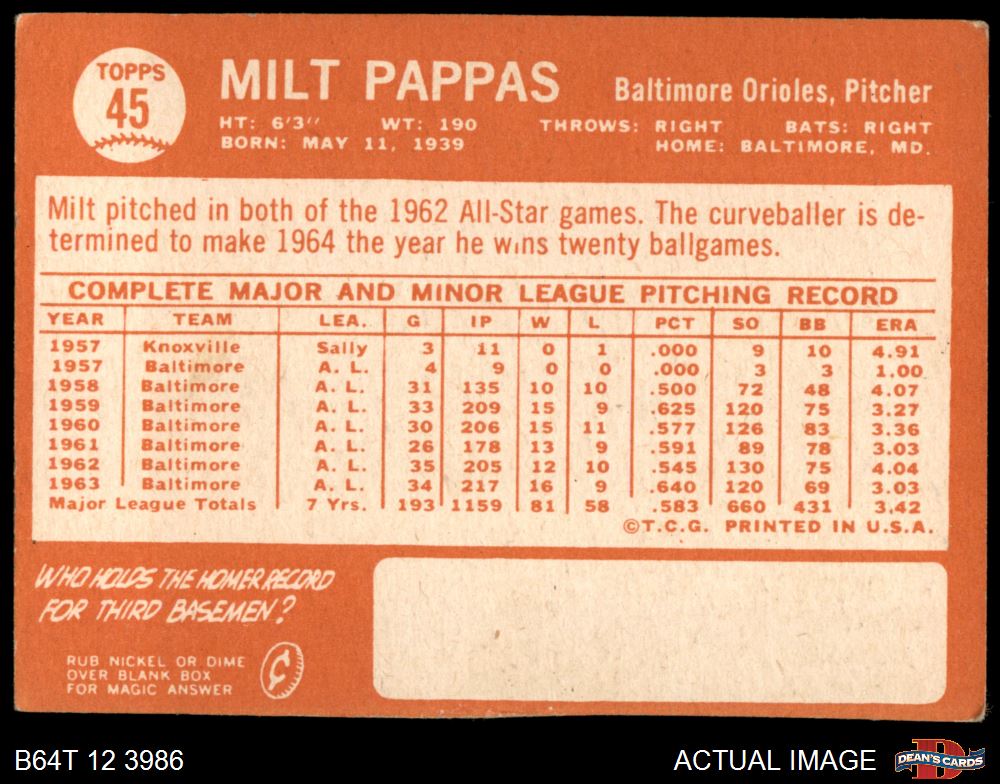 TOPPS
45
MILT PAPPAS
Baltimore Orioles, Pitcher
HT: 6'3" WT: 190 THROWS: RIGHT BATS: RIGHT
BORN: MAY 11, 1939 HOME: BALTIMORE, MD.
Milt pitched in both of the 1962 All-Star games. The curveballer is de-
termined to make 1964 the year he wins twenty ballgames.
COMPLETE MAJOR AND MINOR LEAGUE PITCHING RECORD
YEAR TEAM LEA. G IP W L PCT SO BB ERA
1957 Knoxville Sally 3 11 0 1 .000 9 10 4.91
1957 Baltimore A. L. 4 9 0 0 .000 3 3 1.00
1958 Baltimore A. L. 31 135 10 10 .500 72 48 4.07
1959 Baltimore A. L. 33 209 15 9 .625 120 75 3.27
1960 Baltimore A. L. 30 206 15 11 .577 126 83 3.36
1961 Baltimore A. L. 26 178 13 9 .591 89 78 3.03
1962 Baltimore A. L. 35 205 12 10 .545 130 75 4.04
1963 Baltimore A. L. 34 217 16 9 .640 120 69 3.03
Major League Totals 7 Yrs. 193 1159 81 58 .583 660 431 3.42
©T.C.G. PRINTED IN U.S.A.
WHO HOLDS THE HOMER RECORD
FOR THIRD BASEMEN?
RUB NICKEL OR DIME
OVER BLANK BOX
FOR MAGIC ANSWER
¢
B64T 12 3986
ACTUAL IMAGE
D
DEAN'S CARDS